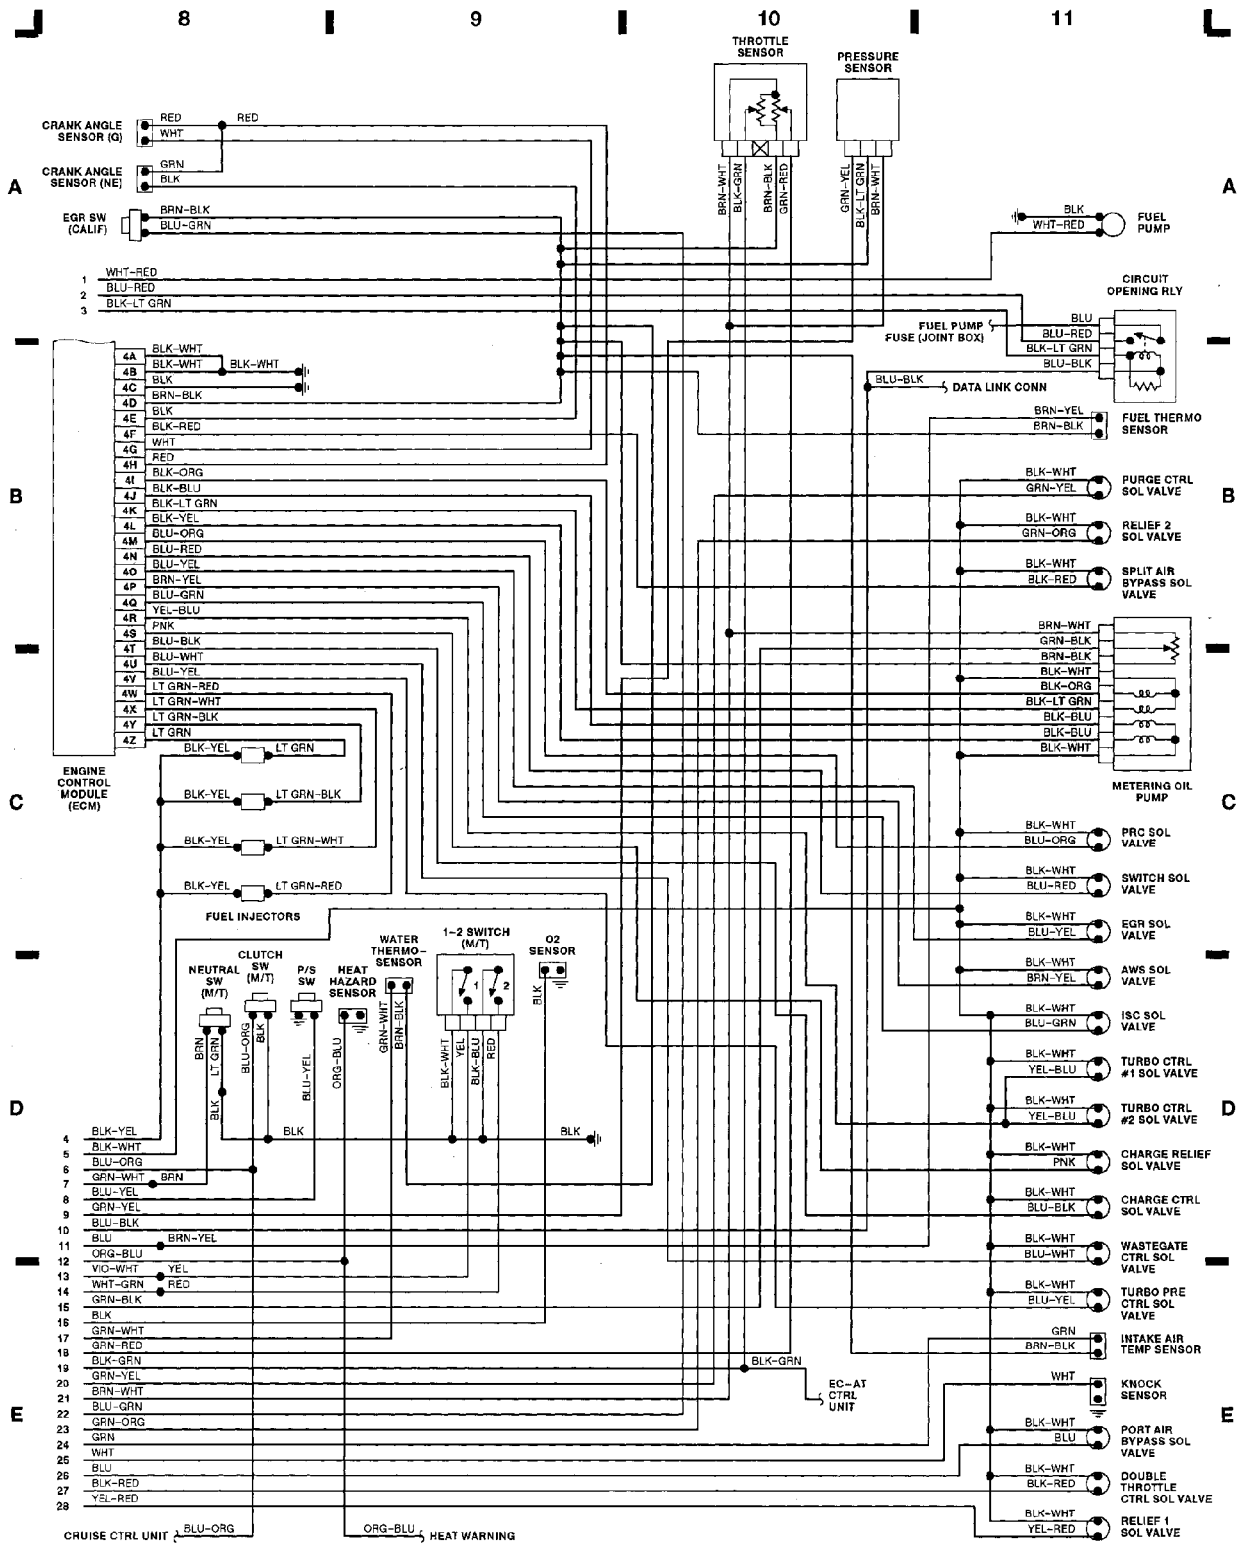 8 9 10 11
THROTTLE SENSOR
PRESSURE SENSOR
CRANK ANGLE SENSOR (G)
RED
RED
WHT
CRANK ANGLE SENSOR (NE)
GRN
BLK
A
A
EGR SW (CALIF)
BRN-BLK
BLU-GRN
BRN-WHT
BLK-GRN
BRN-BLK
GRN-RED
GRN-YEL
BLK-LT GRN
BRN-WHT
BLK
WHT-RED
FUEL PUMP
1 WHT-RED
2 BLU-RED
3 BLK-LT GRN
CIRCUIT OPENING RLY
FUEL PUMP FUSE (JOINT BOX)
BLU
BLU-RED
BLK-LT GRN
BLU-BLK
BLU-BLK
DATA LINK CONN
4A BLK-WHT
4B BLK-WHT
BLK-WHT
4C BLK
4D BRN-BLK
4E BLK
4F BLK-RED
4G WHT
4H RED
4I BLK-ORG
4J BLK-BLU
4K BLK-LT GRN
4L BLK-YEL
4M BLU-ORG
4N BLU-RED
4O BLU-YEL
4P BRN-YEL
4Q BLU-GRN
4R YEL-BLU
4S PNK
4T BLU-BLK
4U BLU-WHT
4V BLU-YEL
4W LT GRN-RED
4X LT GRN-WHT
4Y LT GRN-BLK
4Z LT GRN
ENGINE CONTROL MODULE (ECM)
BRN-YEL
BRN-BLK
FUEL THERMO SENSOR
B
B
BLK-WHT
GRN-YEL
PURGE CTRL SOL VALVE
BLK-WHT
GRN-ORG
RELIEF 2 SOL VALVE
BLK-WHT
BLK-RED
SPLIT AIR BYPASS SOL VALVE
BRN-WHT
GRN-BLK
BRN-BLK
BLK-WHT
BLK-ORG
BLK-LT GRN
BLK-BLU
BLK-BLU
BLK-WHT
METERING OIL PUMP
C
C
BLK-YEL LT GRN
BLK-YEL LT GRN-BLK
BLK-YEL LT GRN-WHT
BLK-YEL LT GRN-RED
FUEL INJECTORS
BLK-WHT
BLU-ORG
PRC SOL VALVE
BLK-WHT
BLU-RED
SWITCH SOL VALVE
BLK-WHT
BLU-YEL
EGR SOL VALVE
BLK-WHT
BRN-YEL
AWS SOL VALVE
BLK-WHT
BLU-GRN
ISC SOL VALVE
BLK-WHT
YEL-BLU
TURBO CTRL #1 SOL VALVE
BLK-WHT
YEL-BLU
TURBO CTRL #2 SOL VALVE
BLK-WHT
PNK
CHARGE RELIEF SOL VALVE
BLK-WHT
BLU-BLK
CHARGE CTRL SOL VALVE
BLK-WHT
BLU-WHT
WASTEGATE CTRL SOL VALVE
BLK-WHT
BLU-YEL
TURBO PRE CTRL SOL VALVE
GRN
BRN-BLK
INTAKE AIR TEMP SENSOR
WHT
KNOCK SENSOR
BLK-WHT
BLU
PORT AIR BYPASS SOL VALVE
BLK-WHT
BLK-RED
DOUBLE THROTTLE CTRL SOL VALVE
BLK-WHT
YEL-RED
RELIEF 1 SOL VALVE
NEUTRAL SW (M/T)
CLUTCH SW (M/T)
P/S SW
HEAT HAZARD SENSOR
WATER THERMO-SENSOR
1-2 SWITCH (M/T)
1 2
O2 SENSOR
BRN
LT GRN
BLK
BLU-ORG
BLK
BLU-YEL
ORG-BLU
GRN-WHT
BRN-BLK
BLK-WHT
YEL
BLK-BLU
RED
BLK
D
D
BLK
BLK
4 BLK-YEL
5 BLK-WHT
6 BLU-ORG
7 GRN-WHT BRN
8 BLU-YEL
9 GRN-YEL
10 BLU-BLK
11 BLU BRN-YEL
12 ORG-BLU
13 VIO-WHT YEL
14 WHT-GRN RED
15 GRN-BLK
16 BLK
17 GRN-WHT
18 GRN-RED
19 BLK-GRN
20 GRN-YEL
21 BRN-WHT
22 BLU-GRN
23 GRN-ORG
24 GRN
25 WHT
26 BLU
27 BLK-RED
28 YEL-RED
BLK-GRN
EC-AT CTRL UNIT
E
E
CRUISE CTRL UNIT BLU-ORG
ORG-BLU HEAT WARNING